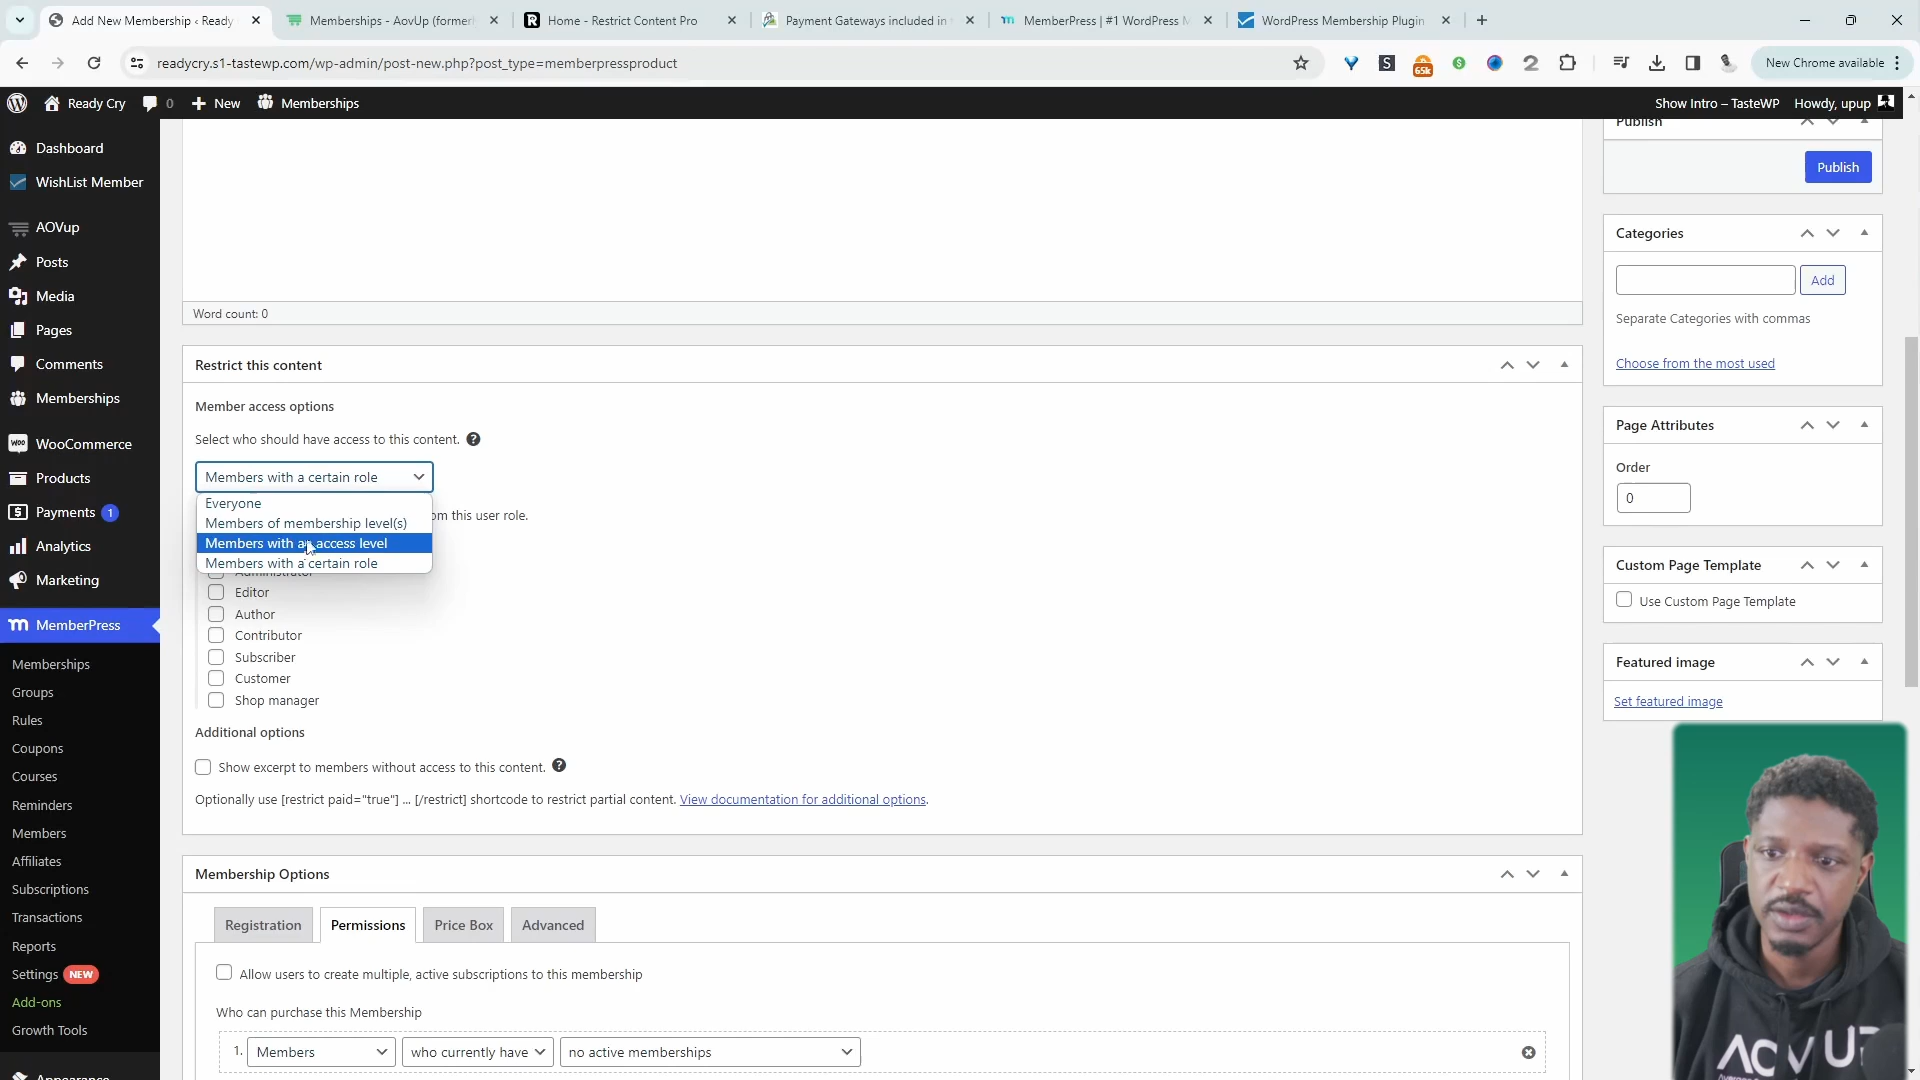 Add New Membership ‹ Ready
Memberships - AovUp (former
Home - Restrict Content Pro
Payment Gateways included in
MemberPress | #1 WordPress M
WordPress Membership Plugin
readycry.s1-tastewp.com/wp-admin/post-new.php?post_type=memberpressproduct
65k
New Chrome available
Ready Cry
0
New
Memberships
Show Intro – TasteWP
Howdy, upup
Dashboard
WishList Member
AOVup
Posts
Media
Pages
Comments
Memberships
WooCommerce
Products
Payments 1
Analytics
Marketing
MemberPress
Memberships
Groups
Rules
Coupons
Courses
Reminders
Members
Affiliates
Subscriptions
Transactions
Reports
Settings NEW
Add-ons
Growth Tools
Appearance
Word count: 0
Restrict this content
Member access options
Select who should have access to this content.
Members with a certain role
Everyone
Members of membership level(s)
om this user role.
Members with an access level
Members with a certain role
Administrator
Editor
Author
Contributor
Subscriber
Customer
Shop manager
Additional options
Show excerpt to members without access to this content.
Optionally use [restrict paid="true"] ... [/restrict] shortcode to restrict partial content. View documentation for additional options.
Membership Options
Registration
Permissions
Price Box
Advanced
Allow users to create multiple, active subscriptions to this membership
Who can purchase this Membership
1. Members who currently have no active memberships
Publish
Publish
Categories
Add
Separate Categories with commas
Choose from the most used
Page Attributes
Order
0
Custom Page Template
Use Custom Page Template
Featured image
Set featured image